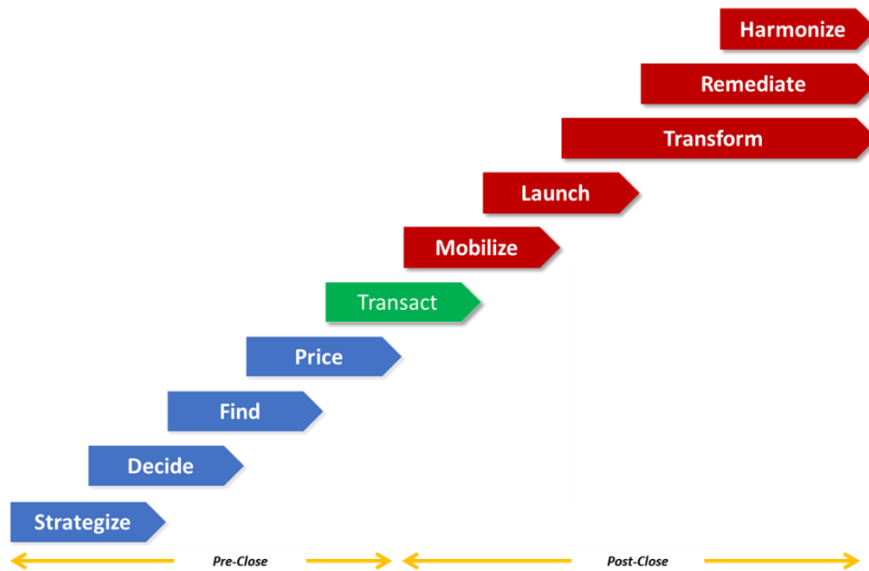 Harmonize
Remediate
Transform
Launch
Mobilize
Transact
Price
Find
Decide
Strategize
Pre-Close Post-Close